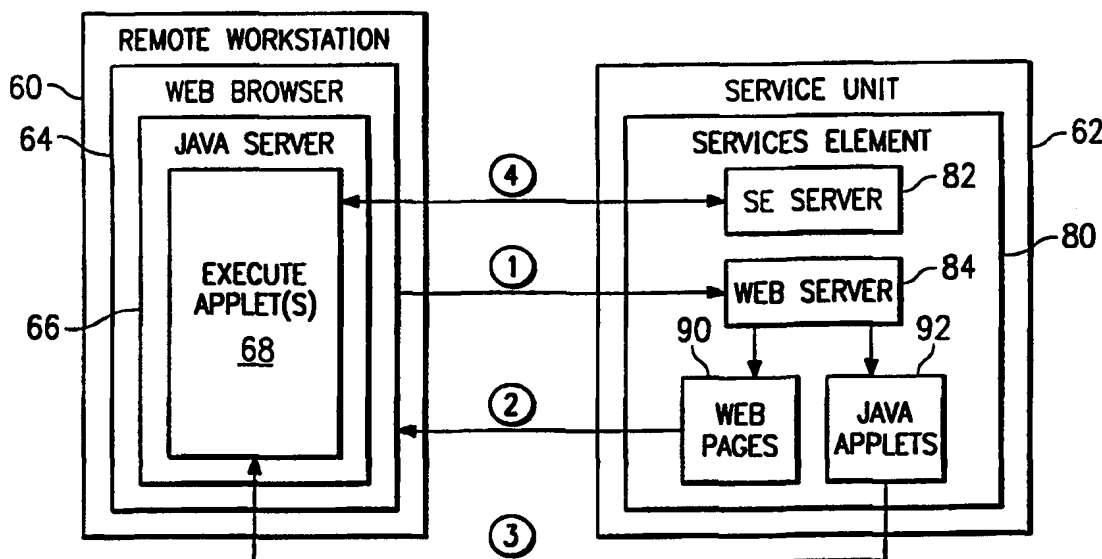 REMOTE WORKSTATION
60
WEB BROWSER
64
JAVA SERVER
66
EXECUTE
APPLET(S)
68
SERVICE UNIT
62
SERVICES ELEMENT
80
SE SERVER
82
WEB SERVER
84
90
WEB
PAGES
92
JAVA
APPLETS
4
1
2
3